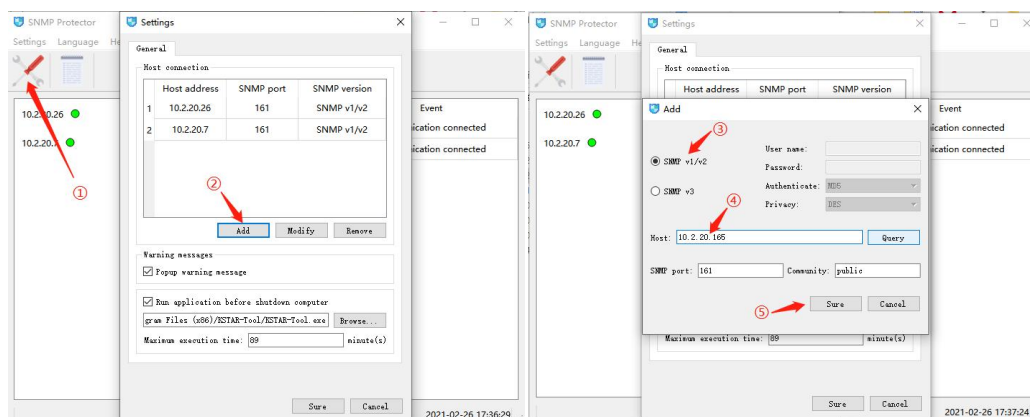 SNMP Protector
Settings Language He
10.2.20.26
10.2.20.7
①
Event
ication connected
ication connected
2021-02-26 17:36:29
Settings
General
Host connection
Host address SNMP port SNMP version
1 10.2.20.26 161 SNMP v1/v2
2 10.2.20.7 161 SNMP v1/v2
②
Add Modify Remove
Warning messages
Popup warning message
Run application before shutdown computer
gram Files (x86)/KSTAR-Tool/KSTAR-Tool.exe Browse...
Maximum execution time: 89 minute(s)
Sure Cancel
SNMP Protector
Settings Language He
10.2.20.26
10.2.20.7
Event
ication connected
ication connected
2021-02-26 17:37:24
Settings
General
Host connection
Host address SNMP port SNMP version
Add
③
SNMP v1/v2
SNMP v3
User name:
Password:
Authenticate: MD5
Privacy: DES
④
Host: 10.2.20.165 Query
SNMP port: 161 Community: public
⑤
Sure Cancel
Maximum execution time: 89 minute(s)
Sure Cancel